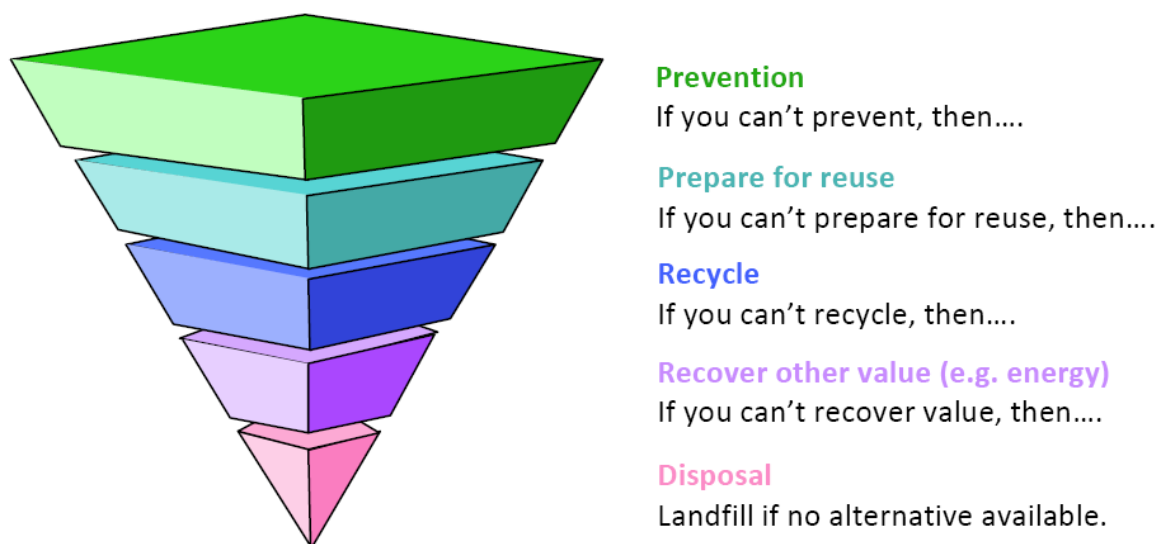 Prevention
If you can’t prevent, then….
Prepare for reuse
If you can’t prepare for reuse, then….
Recycle
If you can’t recycle, then….
Recover other value (e.g. energy)
If you can’t recover value, then….
Disposal
Landfill if no alternative available.